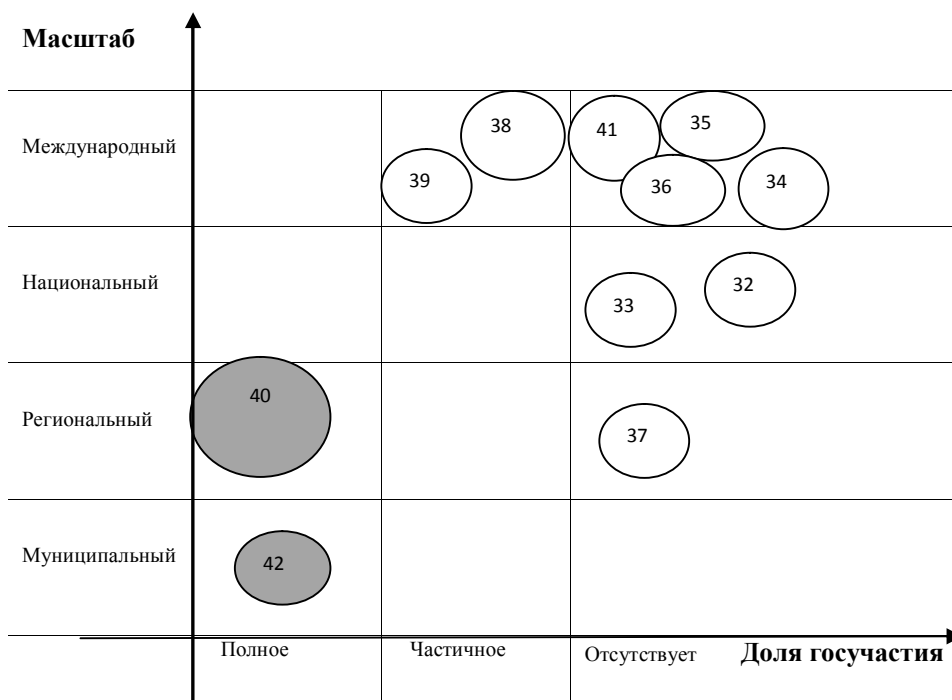 Масштаб
Международный
38
41
35
39
36
34
Национальный
33
32
Региональный
40
37
Муниципальный
42
Полное
Частичное
Отсутствует
Доля госучастия